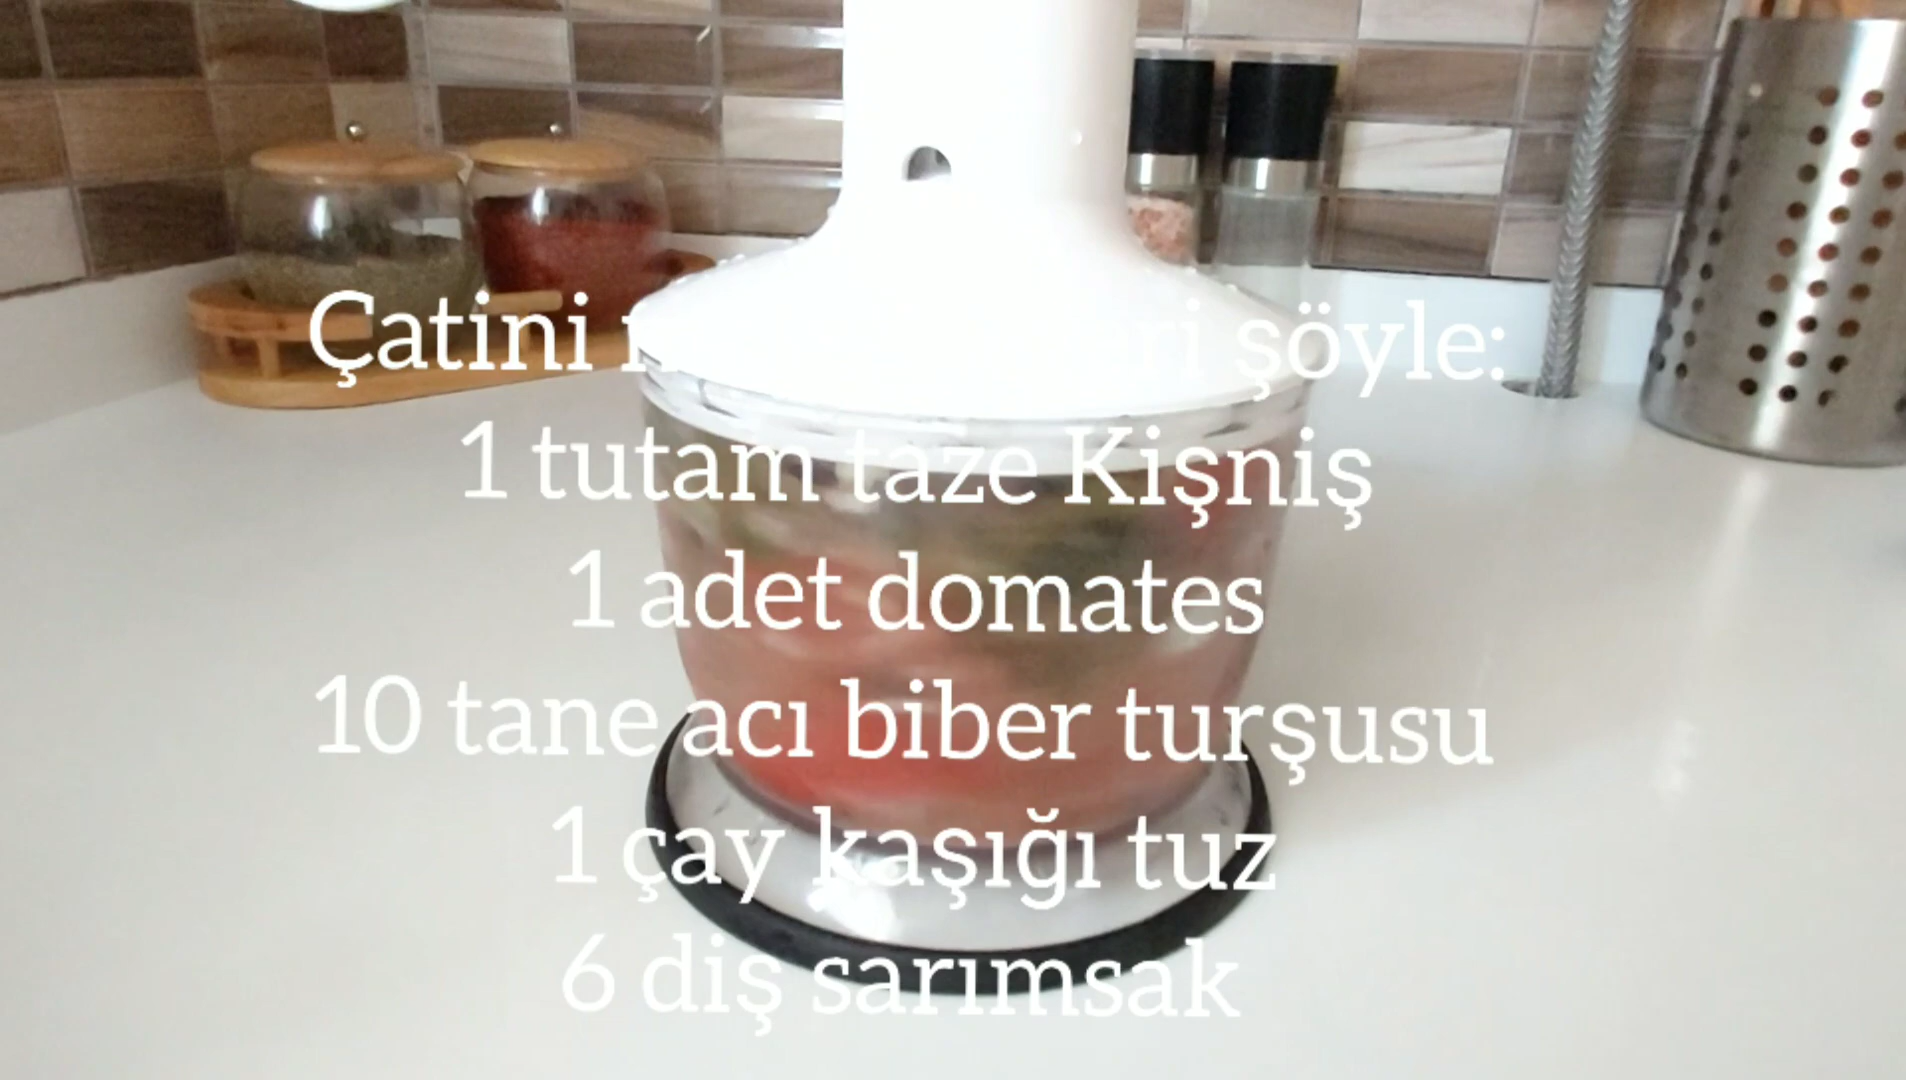 Çatini şöyle:
1 tutam taze Kişniş
1 adet domates
10 tane acı biber turşusu
1 çay kaşığı tuz
6 diş sarımsak